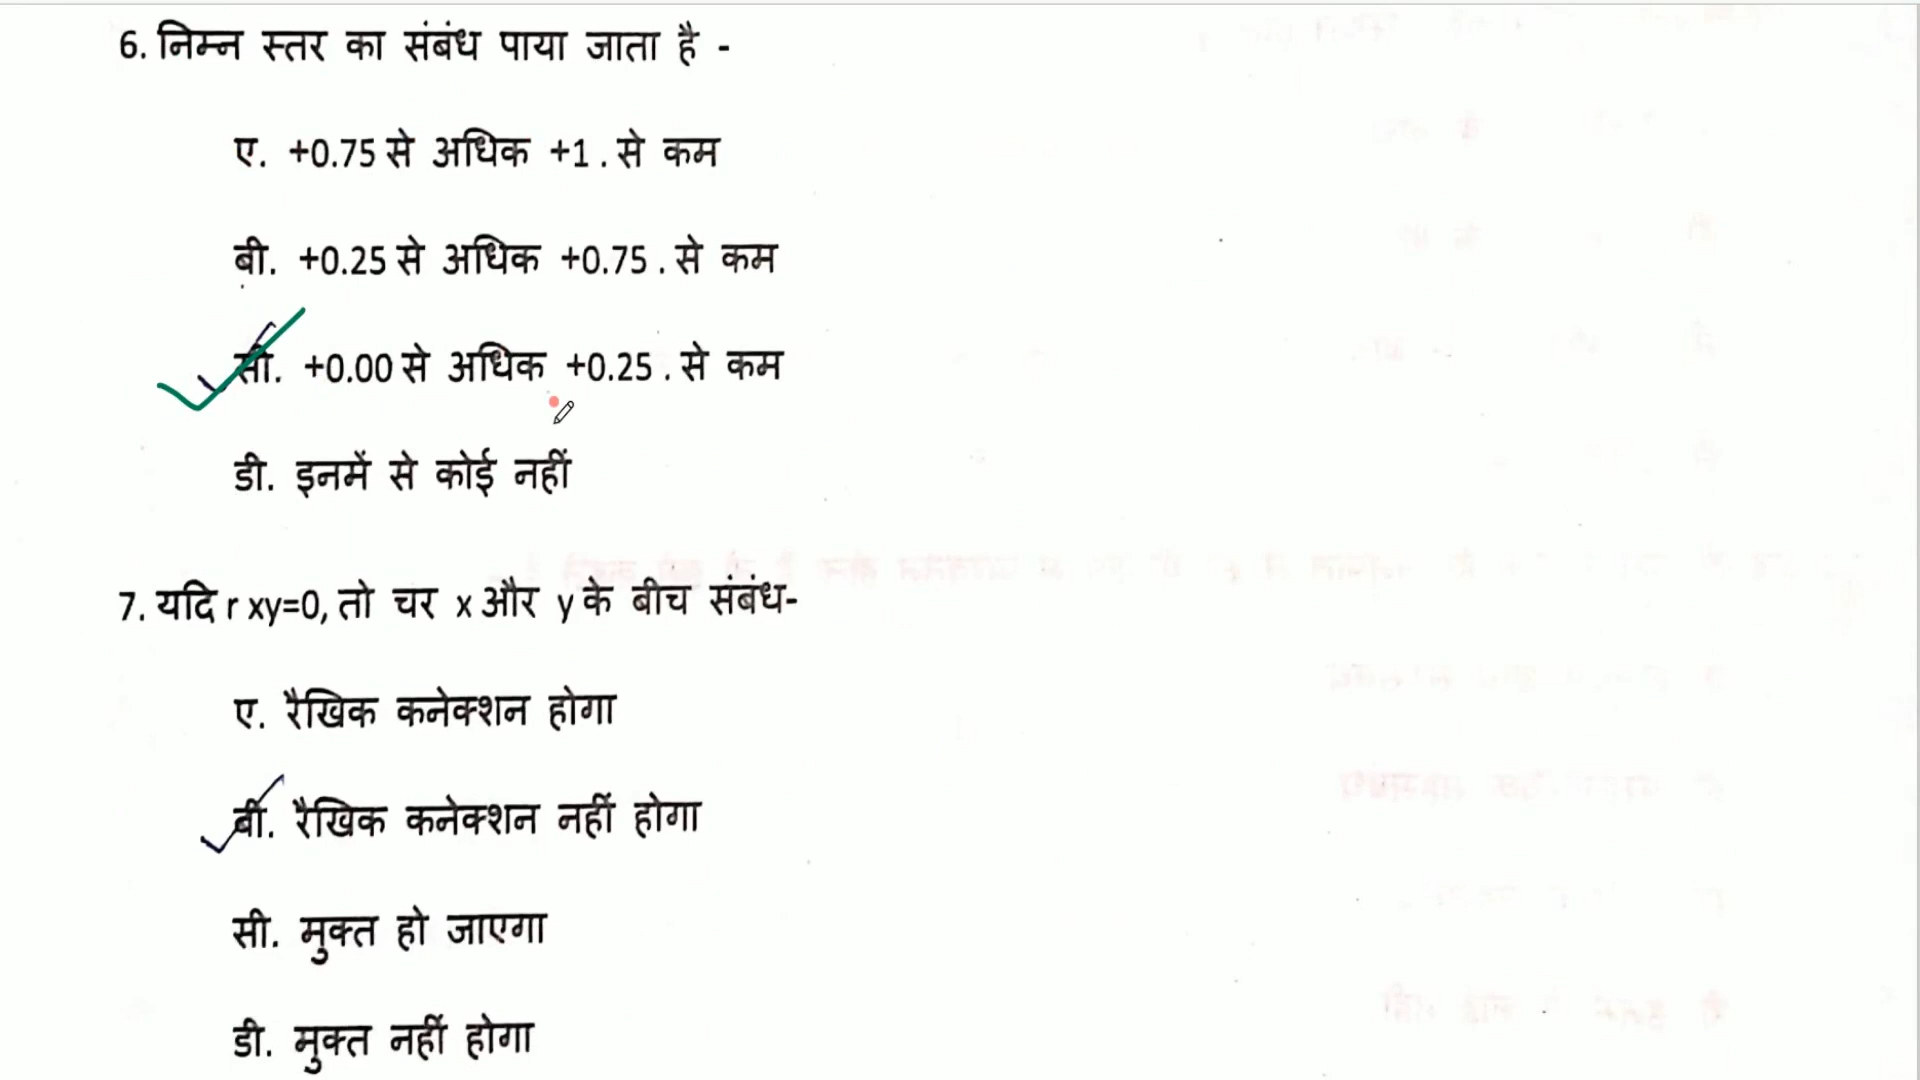 6. निम्न स्तर का संबंध पाया जाता है -
ए. +0.75 से अधिक +1 . से कम
बी. +0.25 से अधिक +0.75 . से कम
सी. +0.00 से अधिक +0.25 . से कम
डी. इनमें से कोई नहीं
7. यदि r xy=0, तो चर x और y के बीच संबंध-
ए. रैखिक कनेक्शन होगा
बी. रैखिक कनेक्शन नहीं होगा
सी. मुक्त हो जाएगा
डी. मुक्त नहीं होगा